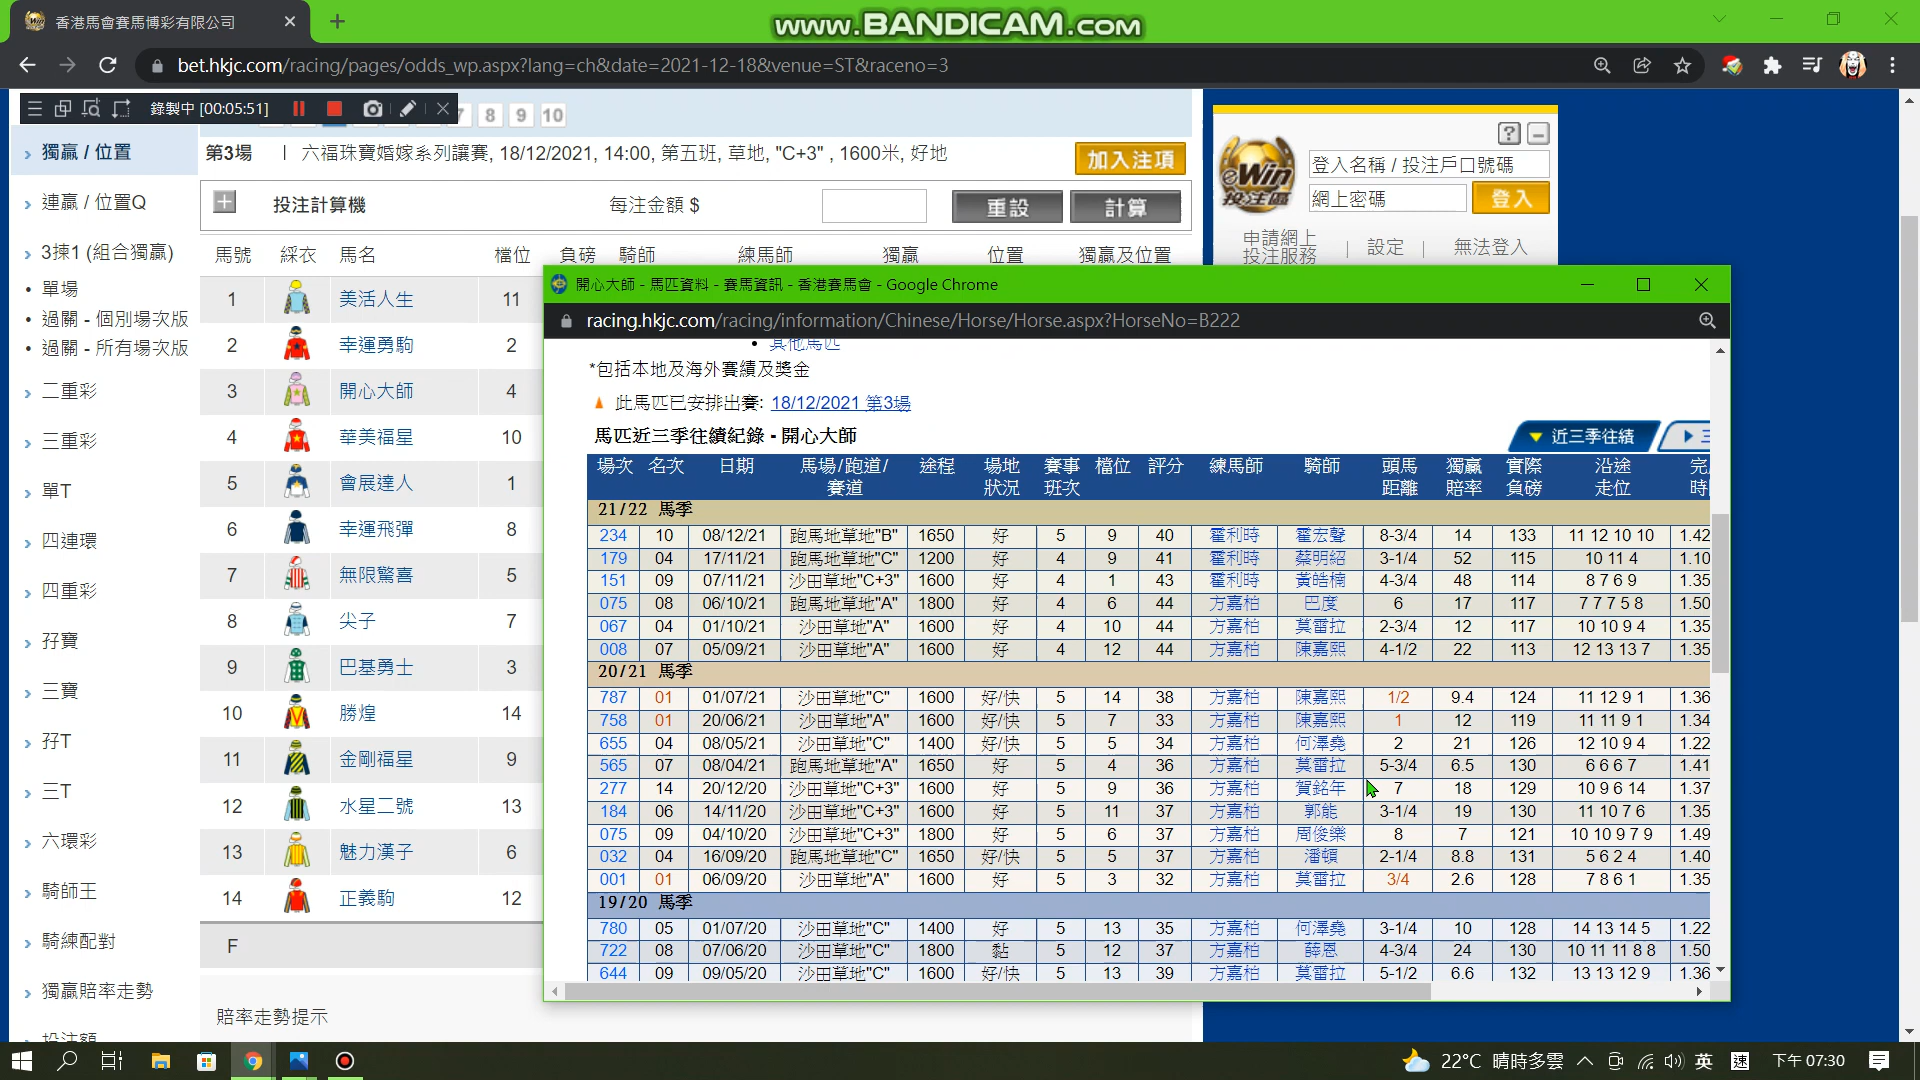 香港馬會賽馬博彩有限公司
www.BANDICAM.com
bet.hkjc.com/racing/pages/odds_wp.aspx?lang=ch&date=2021-12-18&venue=ST&raceno=3
錄製中 [00:05:51]
7 8 9 10
獨贏 / 位置
連贏 / 位置Q
3揀1 (組合獨贏)
單場
過關 - 個別場次版
過關 - 所有場次版
二重彩
三重彩
單T
四連環
四重彩
孖寶
三寶
孖T
三T
六環彩
騎師王
騎練配對
獨贏賠率走勢
投注額
第3場 | 六福珠寶婚嫁系列讓賽, 18/12/2021, 14:00, 第五班, 草地, "C+3" , 1600米, 好地
加入注項
投注計算機 每注金額 $ 重設 計算
馬號 綵衣 馬名 檔位 負磅 騎師 練馬師 獨贏 位置 獨贏及位置
1 美活人生 11
2 幸運勇駒 2
3 開心大師 4
4 華美福星 10
5 會展達人 1
6 幸運飛彈 8
7 無限驚喜 5
8 尖子 7
9 巴基勇士 3
10 勝煌 14
11 金剛福星 9
12 水星二號 13
13 魅力漢子 6
14 正義駒 12
F
賠率走勢提示
eWin
投注區
登入名稱 / 投注戶口號碼
網上密碼
登入
申請網上
投注服務
| 設定 | 無法登入
開心大師 - 馬匹資料 - 賽馬資訊 - 香港賽馬會 - Google Chrome
racing.hkjc.com/racing/information/Chinese/Horse/Horse.aspx?HorseNo=B222
其他馬匹
*包括本地及海外賽績及獎金
此馬匹已安排出賽: 18/12/2021 第3場
馬匹近三季往績紀錄 - 開心大師
近三季往績
場次 名次 日期 馬場/跑道/賽道 途程 場地狀況 賽事班次 檔位 評分 練馬師 騎師 頭馬距離 獨贏賠率 實際負磅 沿途走位
21/22 馬季
234 10 08/12/21 跑馬地草地"B" 1650 好 5 9 40 霍利時 霍宏聲 8-3/4 14 133 11 12 10 10 1.42
179 04 17/11/21 跑馬地草地"C" 1200 好 4 9 41 霍利時 蔡明紹 3-1/4 52 115 10 11 4 1.10
151 09 07/11/21 沙田草地"C+3" 1600 好 4 1 43 霍利時 黃皓楠 4-3/4 48 114 8 7 6 9 1.35
075 08 06/10/21 跑馬地草地"A" 1800 好 4 6 44 方嘉柏 巴度 6 17 117 7 7 7 5 8 1.50
067 04 01/10/21 沙田草地"A" 1600 好 4 10 44 方嘉柏 莫雷拉 2-3/4 12 117 10 10 9 4 1.35
008 07 05/09/21 沙田草地"A" 1600 好 4 12 44 方嘉柏 陳嘉熙 4-1/2 22 113 12 13 13 7 1.35
20/21 馬季
787 01 01/07/21 沙田草地"C" 1600 好/快 5 14 38 方嘉柏 陳嘉熙 1/2 9.4 124 11 12 9 1 1.36
758 01 20/06/21 沙田草地"A" 1600 好/快 5 7 33 方嘉柏 陳嘉熙 1 12 119 11 11 9 1 1.34
655 04 08/05/21 沙田草地"C" 1400 好/快 5 5 34 方嘉柏 何澤堯 2 21 126 12 10 9 4 1.22
565 07 08/04/21 跑馬地草地"A" 1650 好 5 4 36 方嘉柏 莫雷拉 5-3/4 6.5 130 6 6 6 7 1.41
277 14 20/12/20 沙田草地"C+3" 1600 好 5 9 36 方嘉柏 賀銘年 7 18 129 10 9 6 14 1.37
184 06 14/11/20 沙田草地"C+3" 1600 好 5 11 37 方嘉柏 郭能 3-1/4 19 130 11 10 7 6 1.35
075 09 04/10/20 沙田草地"C+3" 1800 好 5 6 37 方嘉柏 周俊樂 8 7 121 10 10 9 7 9 1.49
032 04 16/09/20 跑馬地草地"C" 1650 好/快 5 5 37 方嘉柏 潘頓 2-1/4 8.8 131 5 6 2 4 1.40
001 01 06/09/20 沙田草地"A" 1600 好 5 3 32 方嘉柏 莫雷拉 3/4 2.6 128 7 8 6 1 1.35
19/20 馬季
780 05 01/07/20 沙田草地"C" 1400 好 5 13 35 方嘉柏 何澤堯 3-1/4 10 128 14 13 14 5 1.22
722 08 07/06/20 沙田草地"C" 1800 黏 5 12 37 方嘉柏 薛恩 4-3/4 24 130 10 11 11 8 8 1.50
644 09 09/05/20 沙田草地"C" 1600 好/快 5 13 39 方嘉柏 莫雷拉 5-1/2 6.6 132 13 13 12 9 1.36
22°C 晴時多雲 英 速 下午 07:30